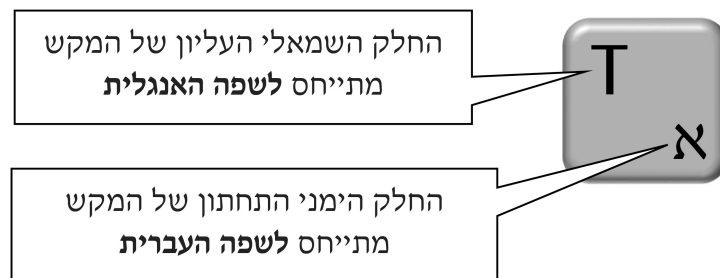 החלק השמאלי העליון של המקש
מתייחס לשפה האנגלית
T
א
החלק הימני התחתון של המקש
מתייחס לשפה העברית